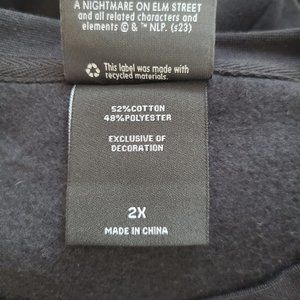 A NIGHTMARE ON ELM STREET
and all related characters and
elements © & ™ NLP. (s23)
This label was made with
recycled materials.
52%COTTON
48%POLYESTER
EXCLUSIVE OF
DECORATION
2X
MADE IN CHINA